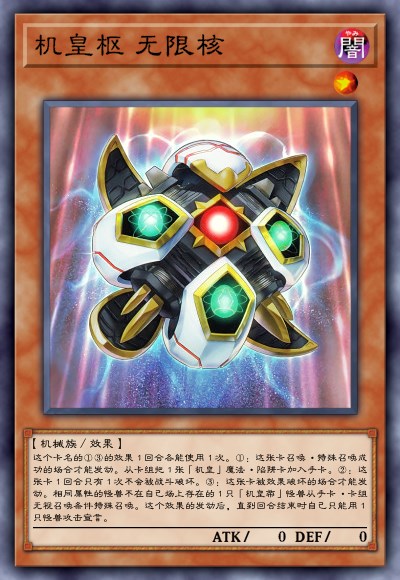 机皇枢 无限核
やみ
闇
【机械族／效果】
这个卡名的①③的效果1回合各能使用1次。①：这张卡召唤·特殊召唤成
功的场合才能发动。从卡组把1张「机皇」魔法·陷阱卡加入手卡。②：这
张卡1回合只有1次不会被战斗破坏。③：这张卡被效果破坏的场合才能发
动。相同属性的怪兽不在自己场上存在的1只「机皇帝」怪兽从手卡·卡组
无视召唤条件特殊召唤。这个效果的发动后，直到回合结束时自己只能用1
只怪兽攻击宣言。
ATK/ 0 DEF/ 0